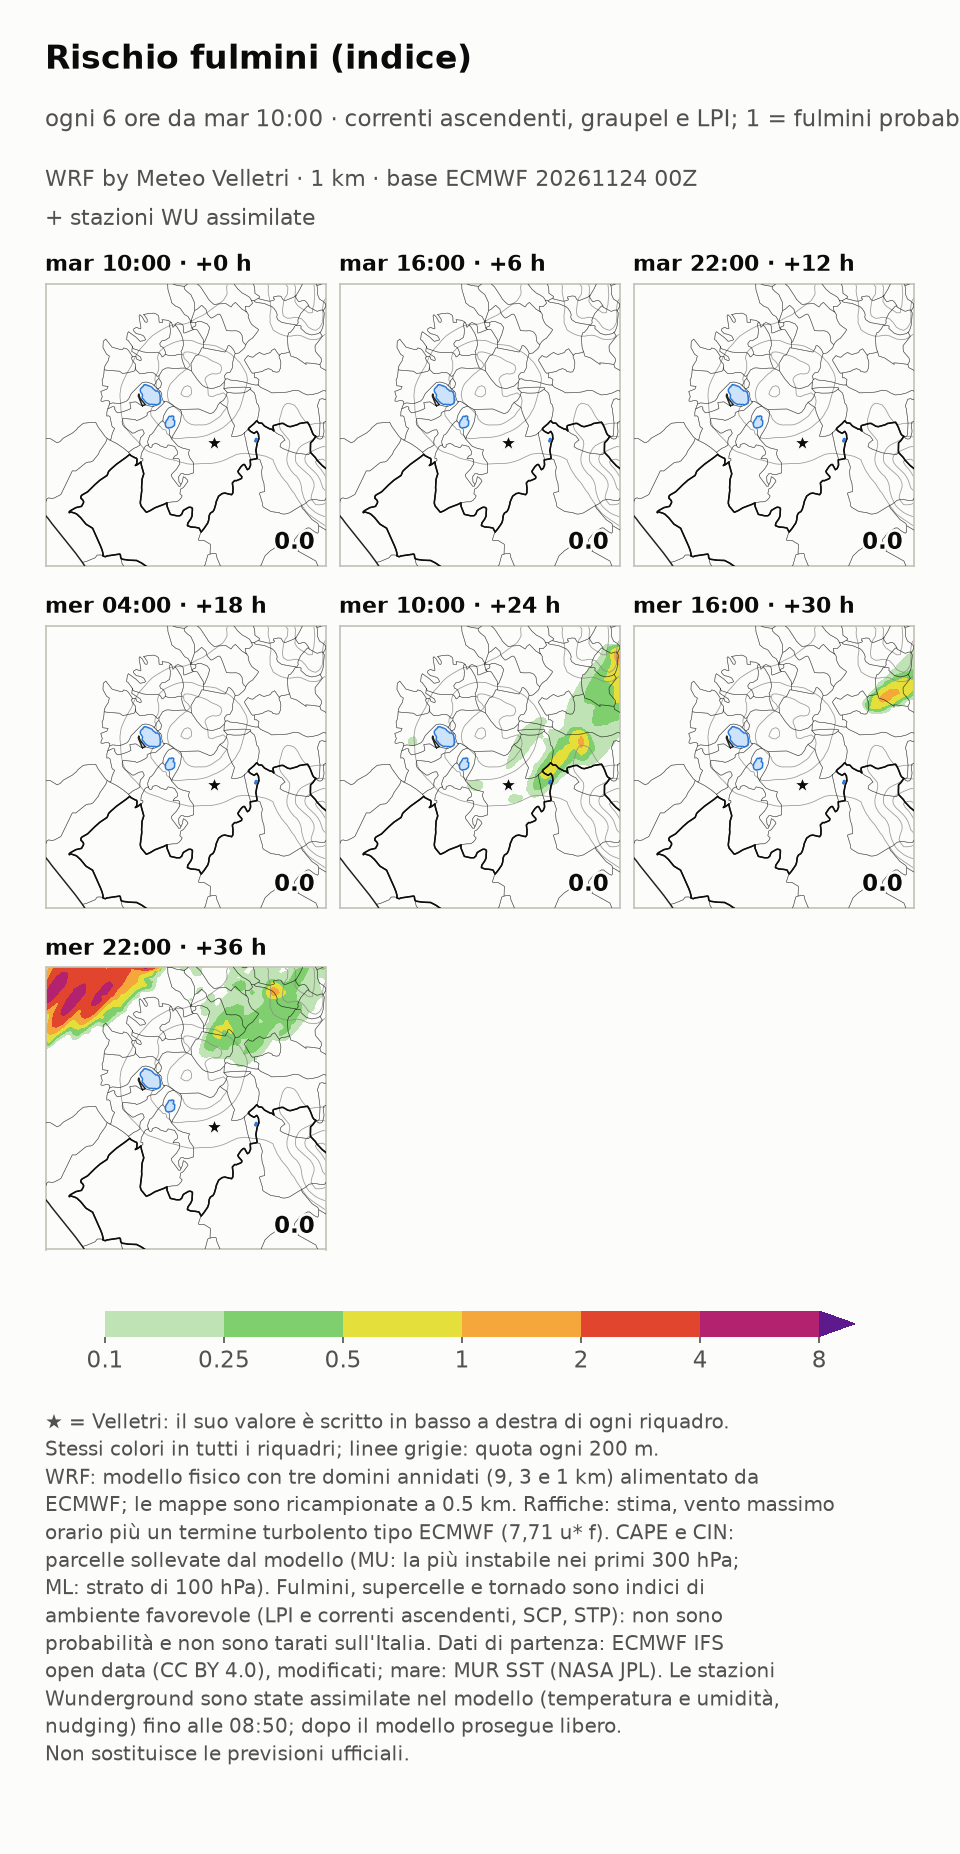 Rischio fulmini (indice)
ogni 6 ore da mar 10:00 · correnti ascendenti, graupel e LPI; 1 = fulmini probab
WRF by Meteo Velletri · 1 km · base ECMWF 20261124 00Z
+ stazioni WU assimilate
mar 10:00 · +0 h
mar 16:00 · +6 h
mar 22:00 · +12 h
0.0
0.0
0.0
mer 04:00 · +18 h
mer 10:00 · +24 h
mer 16:00 · +30 h
0.0
0.0
0.0
mer 22:00 · +36 h
0.0
0.1 0.25 0.5 1 2 4 8
★ = Velletri: il suo valore è scritto in basso a destra di ogni riquadro.
Stessi colori in tutti i riquadri; linee grigie: quota ogni 200 m.
WRF: modello fisico con tre domini annidati (9, 3 e 1 km) alimentato da
ECMWF; le mappe sono ricampionate a 0.5 km. Raffiche: stima, vento massimo
orario più un termine turbolento tipo ECMWF (7,71 u* f). CAPE e CIN:
parcelle sollevate dal modello (MU: la più instabile nei primi 300 hPa;
ML: strato di 100 hPa). Fulmini, supercelle e tornado sono indici di
ambiente favorevole (LPI e correnti ascendenti, SCP, STP): non sono
probabilità e non sono tarati sull'Italia. Dati di partenza: ECMWF IFS
open data (CC BY 4.0), modificati; mare: MUR SST (NASA JPL). Le stazioni
Wunderground sono state assimilate nel modello (temperatura e umidità,
nudging) fino alle 08:50; dopo il modello prosegue libero.
Non sostituisce le previsioni ufficiali.